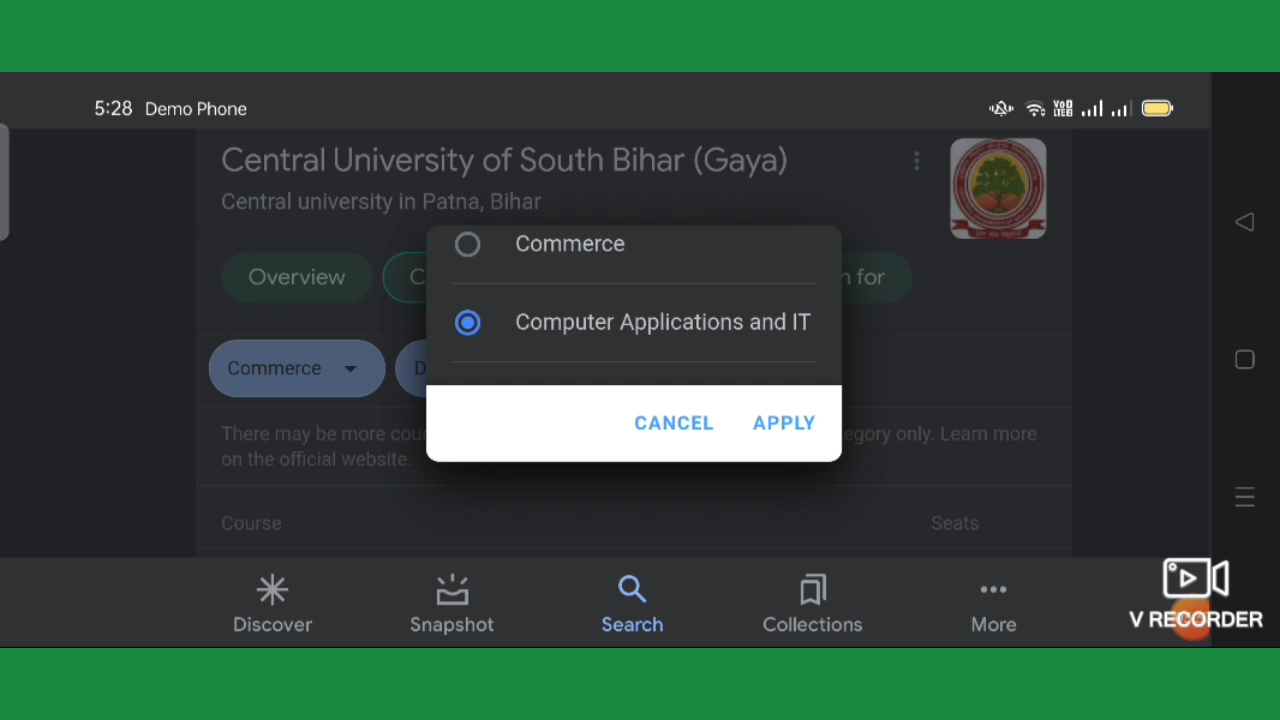 5:28 Demo Phone
Central University of South Bihar (Gaya)
Central university in Patna, Bihar
Overview
n for
Commerce
Computer Applications and IT
Commerce
CANCEL APPLY
There may be more cou
egory only. Learn more
on the official website.
Course Seats
Discover Snapshot Search Collections More
V RECORDER